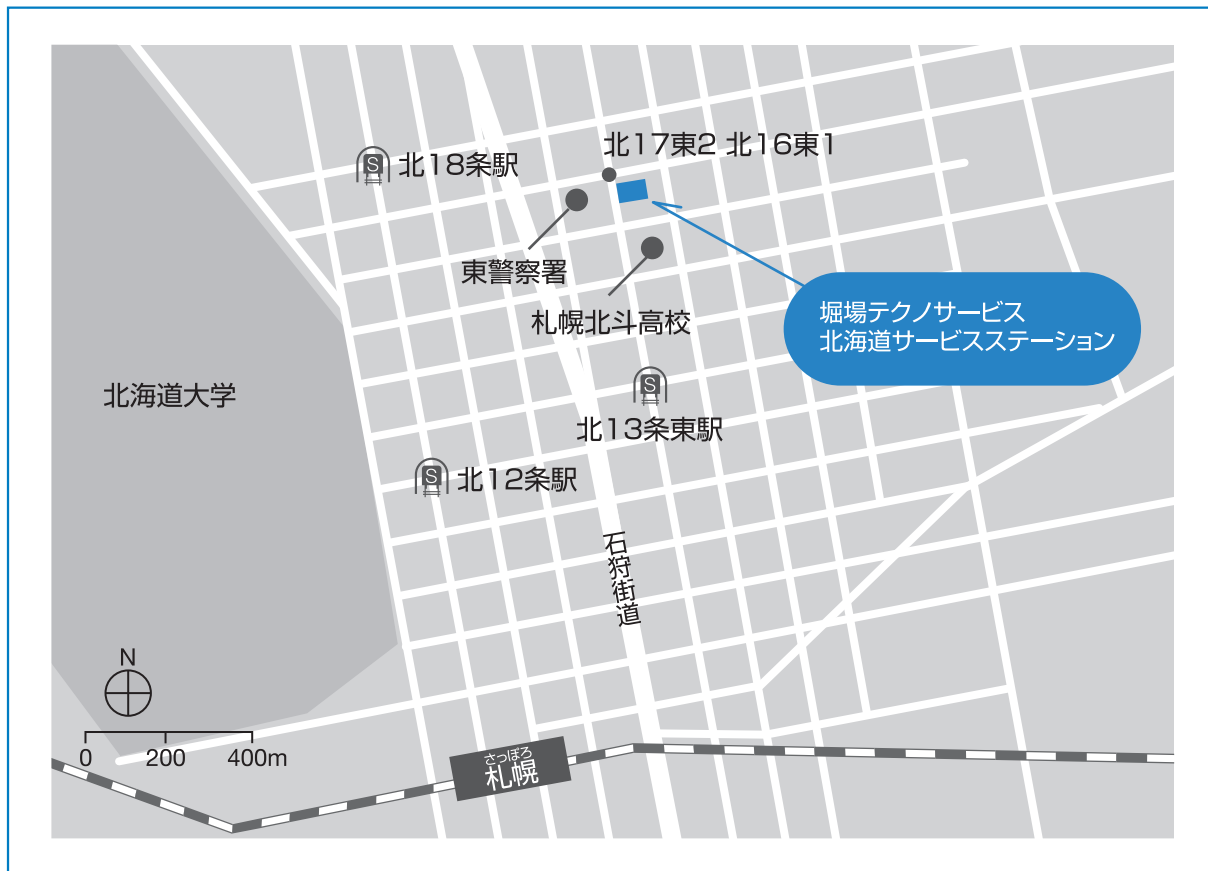 北17東2 北16東1
S 北18条駅
東警察署
札幌北斗高校
堀場テクノサービス
北海道サービスステーション
北海道大学
S
北13条東駅
S 北12条駅
石狩街道
N
0 200 400m
さっぽろ
札幌